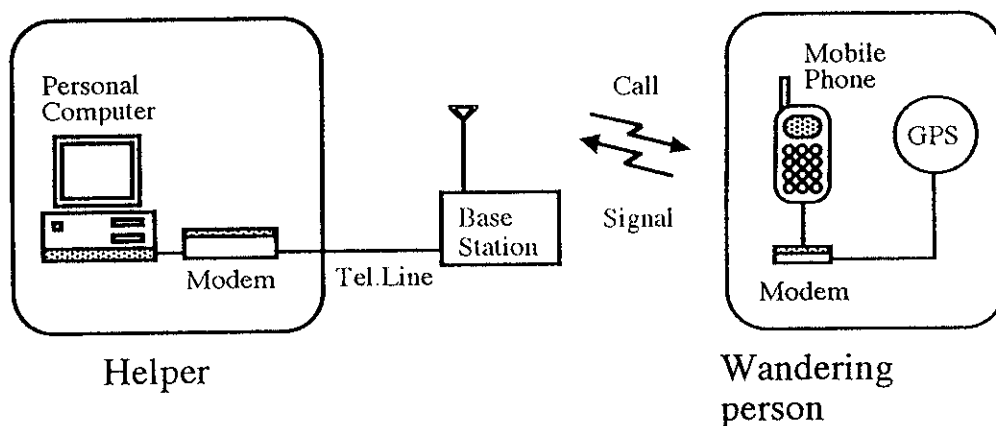 Personal
Computer
Modem
Tel.Line
Helper
Base
Station
Call
Signal
Mobile
Phone
GPS
Modem
Wandering
person